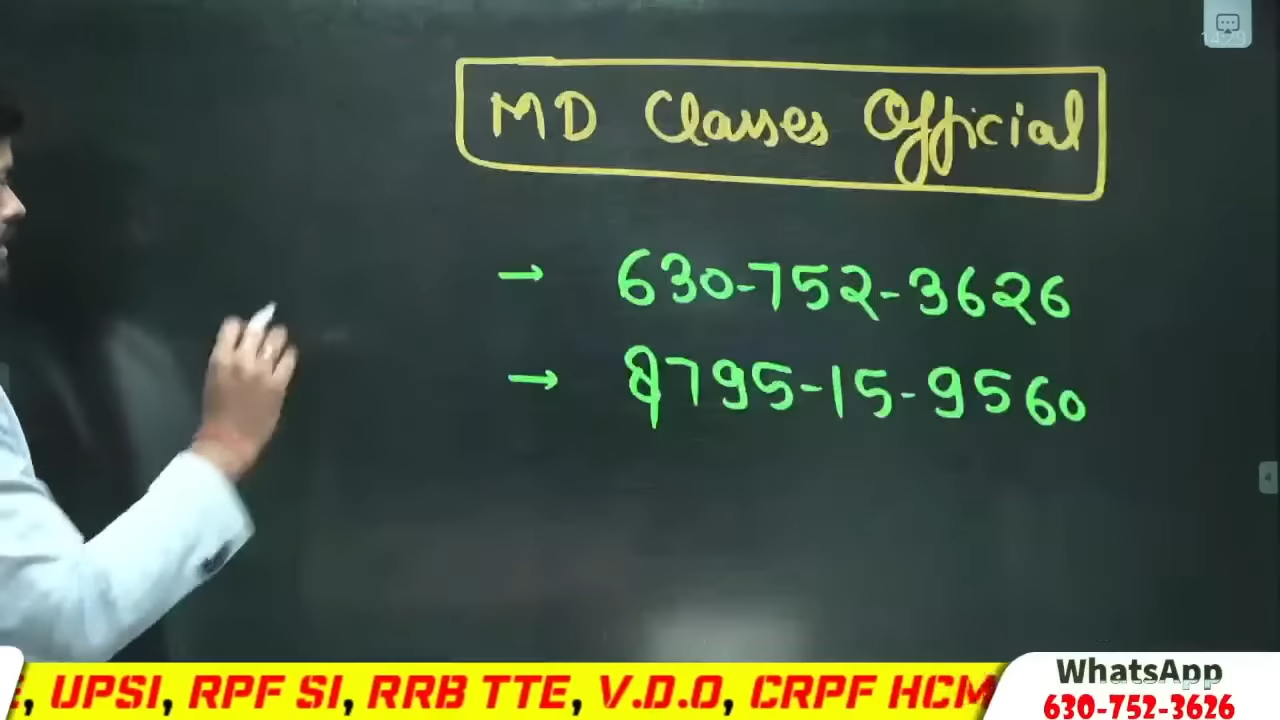 MD Classes Official
→ 630-752-3626
→ 8795-15-9560
, UPSI, RPF SI, RRB TTE, V.D.O, CRPF HCM
WhatsApp
630-752-3626